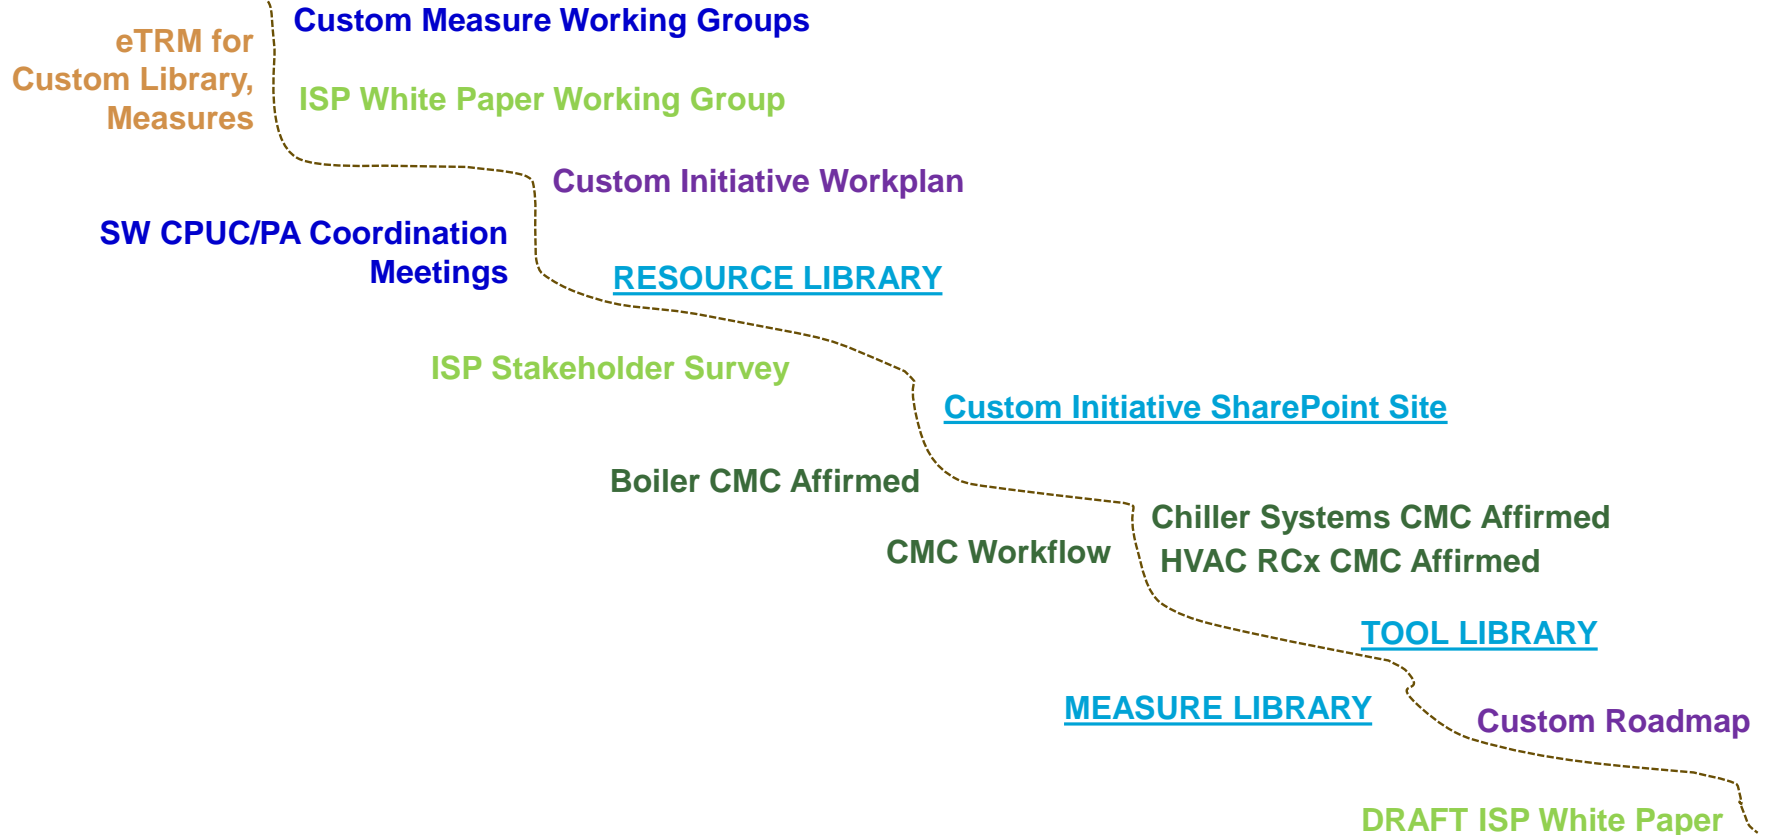 Custom Measure Working Groups
eTRM for
Custom Library,
Measures
ISP White Paper Working Group
Custom Initiative Workplan
SW CPUC/PA Coordination
Meetings
RESOURCE LIBRARY
ISP Stakeholder Survey
Custom Initiative SharePoint Site
Boiler CMC Affirmed
Chiller Systems CMC Affirmed
CMC Workflow
HVAC RCx CMC Affirmed
TOOL LIBRARY
MEASURE LIBRARY
Custom Roadmap
DRAFT ISP White Paper